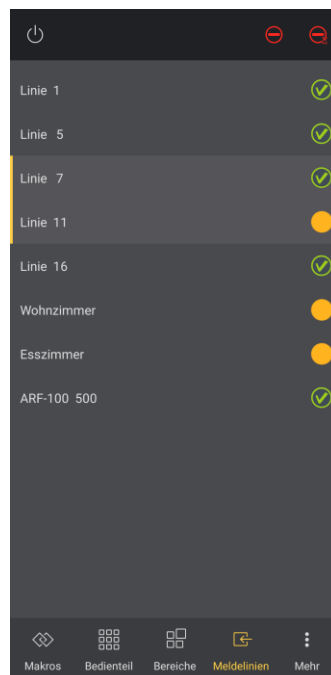 Linie 1
Linie 5
Linie 7
Linie 11
Linie 16
Wohnzimmer
Esszimmer
ARF-100 500
Makros Bedienteil Bereiche Meldelinien Mehr